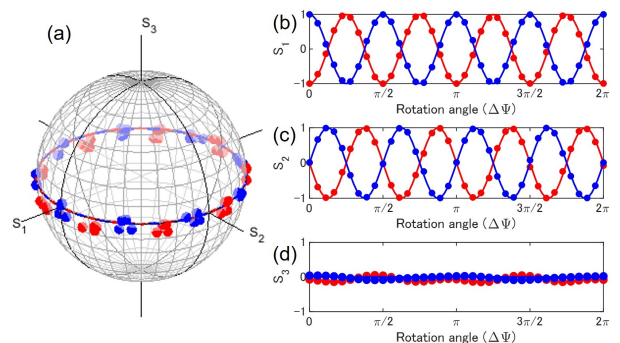 (a)
S3
S1
S2
(b)
S1
1
0
-1
0
π/2
π
3π/2
2π
Rotation angle (ΔΨ)
(c)
S2
1
0
-1
0
π/2
π
3π/2
2π
Rotation angle (ΔΨ)
(d)
S3
1
0
-1
0
π/2
π
3π/2
2π
Rotation angle (ΔΨ)